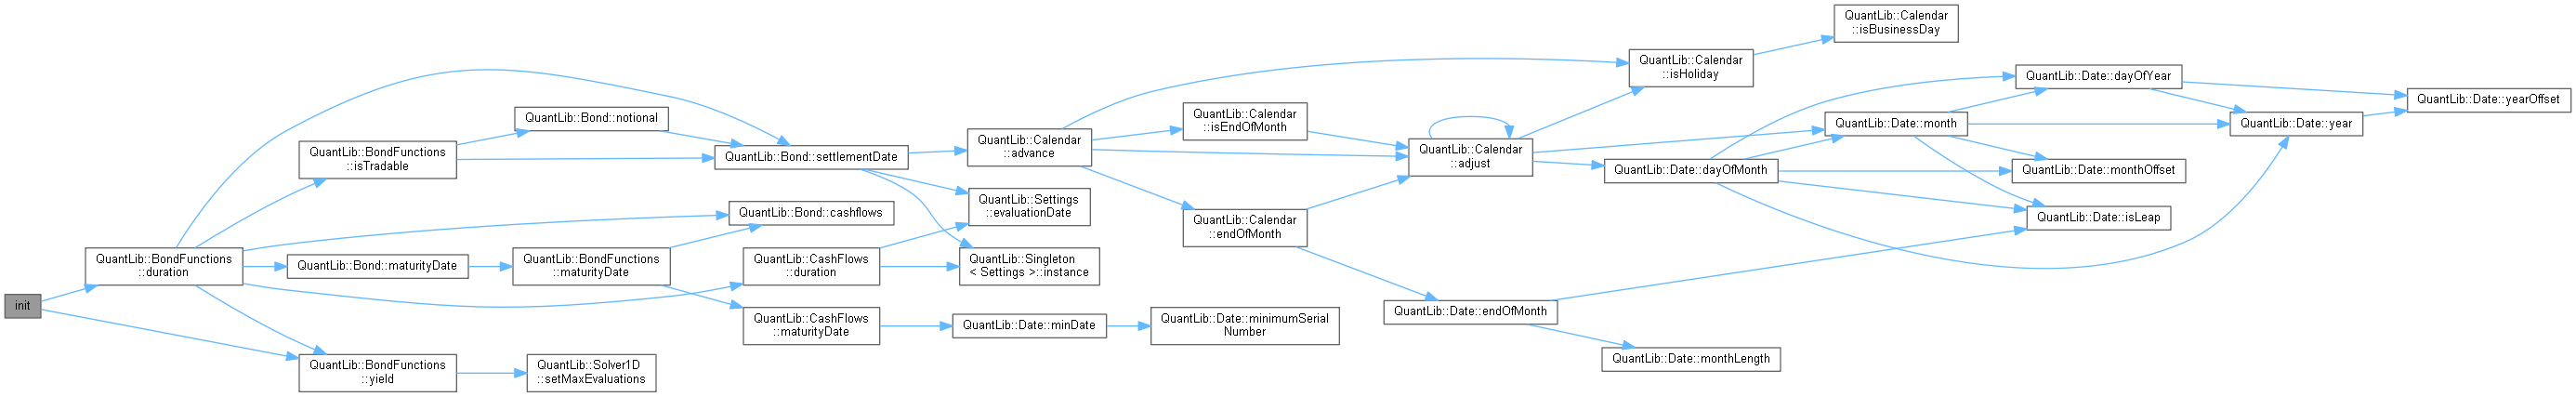 init
QuantLib::BondFunctions
::duration
QuantLib::BondFunctions
::isTradable
QuantLib::Bond::maturityDate
QuantLib::BondFunctions
::yield
QuantLib::Bond::notional
QuantLib::BondFunctions
::maturityDate
QuantLib::Solver1D
::setMaxEvaluations
QuantLib::Bond::settlementDate
QuantLib::Bond::cashflows
QuantLib::CashFlows
::duration
QuantLib::CashFlows
::maturityDate
QuantLib::Calendar
::advance
QuantLib::Settings
::evaluationDate
QuantLib::Singleton
< Settings >::instance
QuantLib::Date::minDate
QuantLib::Calendar
::isEndOfMonth
QuantLib::Calendar
::endOfMonth
QuantLib::Date::minimumSerial
Number
QuantLib::Calendar
::adjust
QuantLib::Date::endOfMonth
QuantLib::Calendar
::isHoliday
QuantLib::Date::dayOfMonth
QuantLib::Date::monthLength
QuantLib::Calendar
::isBusinessDay
QuantLib::Date::month
QuantLib::Date::dayOfYear
QuantLib::Date::monthOffset
QuantLib::Date::isLeap
QuantLib::Date::year
QuantLib::Date::yearOffset